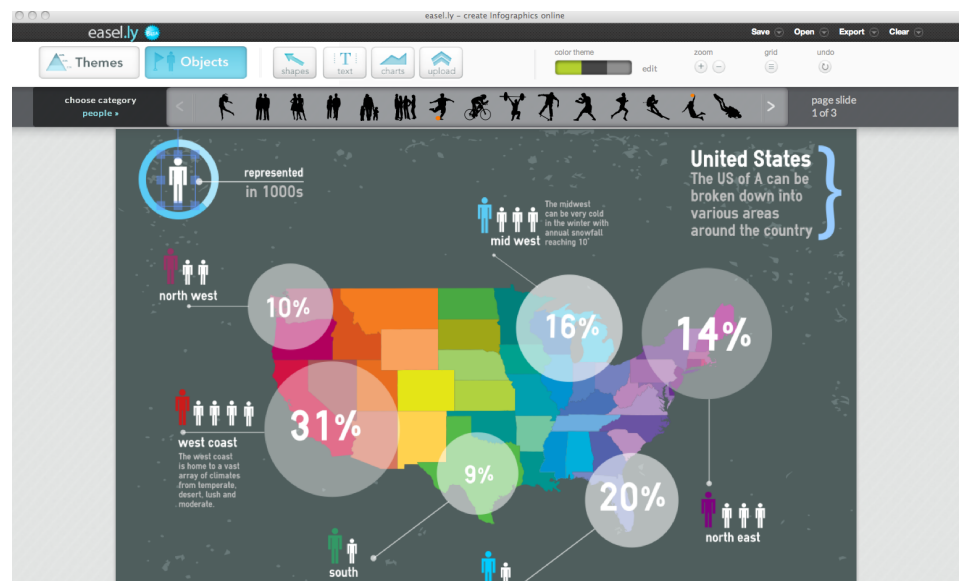 easel.ly – create Infographics online
easel.ly
Save
Open
Export
Clear
Themes
Objects
shapes
T
text
charts
upload
color theme
edit
zoom
grid
undo
choose category
people »
<
>
page slide
1 of 3
represented
in 1000s
United States
The US of A can be
broken down into
various areas
around the country
The midwest
can be very cold
in the winter with
annual snowfall
reaching 10"
mid west
north west
10%
16%
14%
31%
west coast
The west coast
is home to a vast
array of climates
from temperate,
desert, lush and
moderate.
9%
20%
north east
south